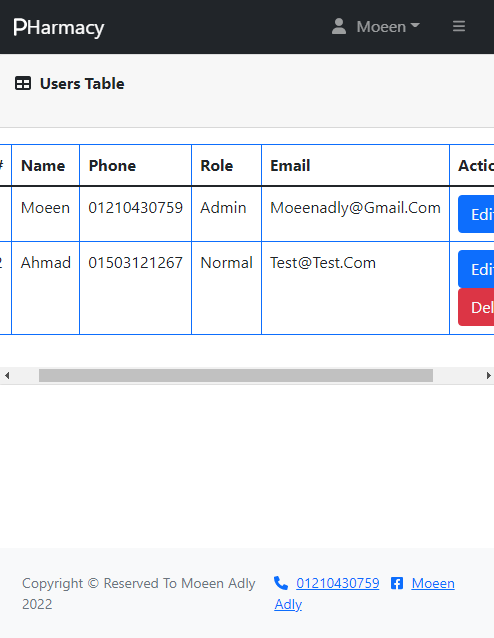 PHarmacy Moeen
Users Table
# Name Phone Role Email Actio
Moeen 01210430759 Admin Moeenadly@Gmail.Com Edi
2 Ahmad 01503121267 Normal Test@Test.Com Edi
Del
Copyright © Reserved To Moeen Adly 01210430759 Moeen
2022 Adly